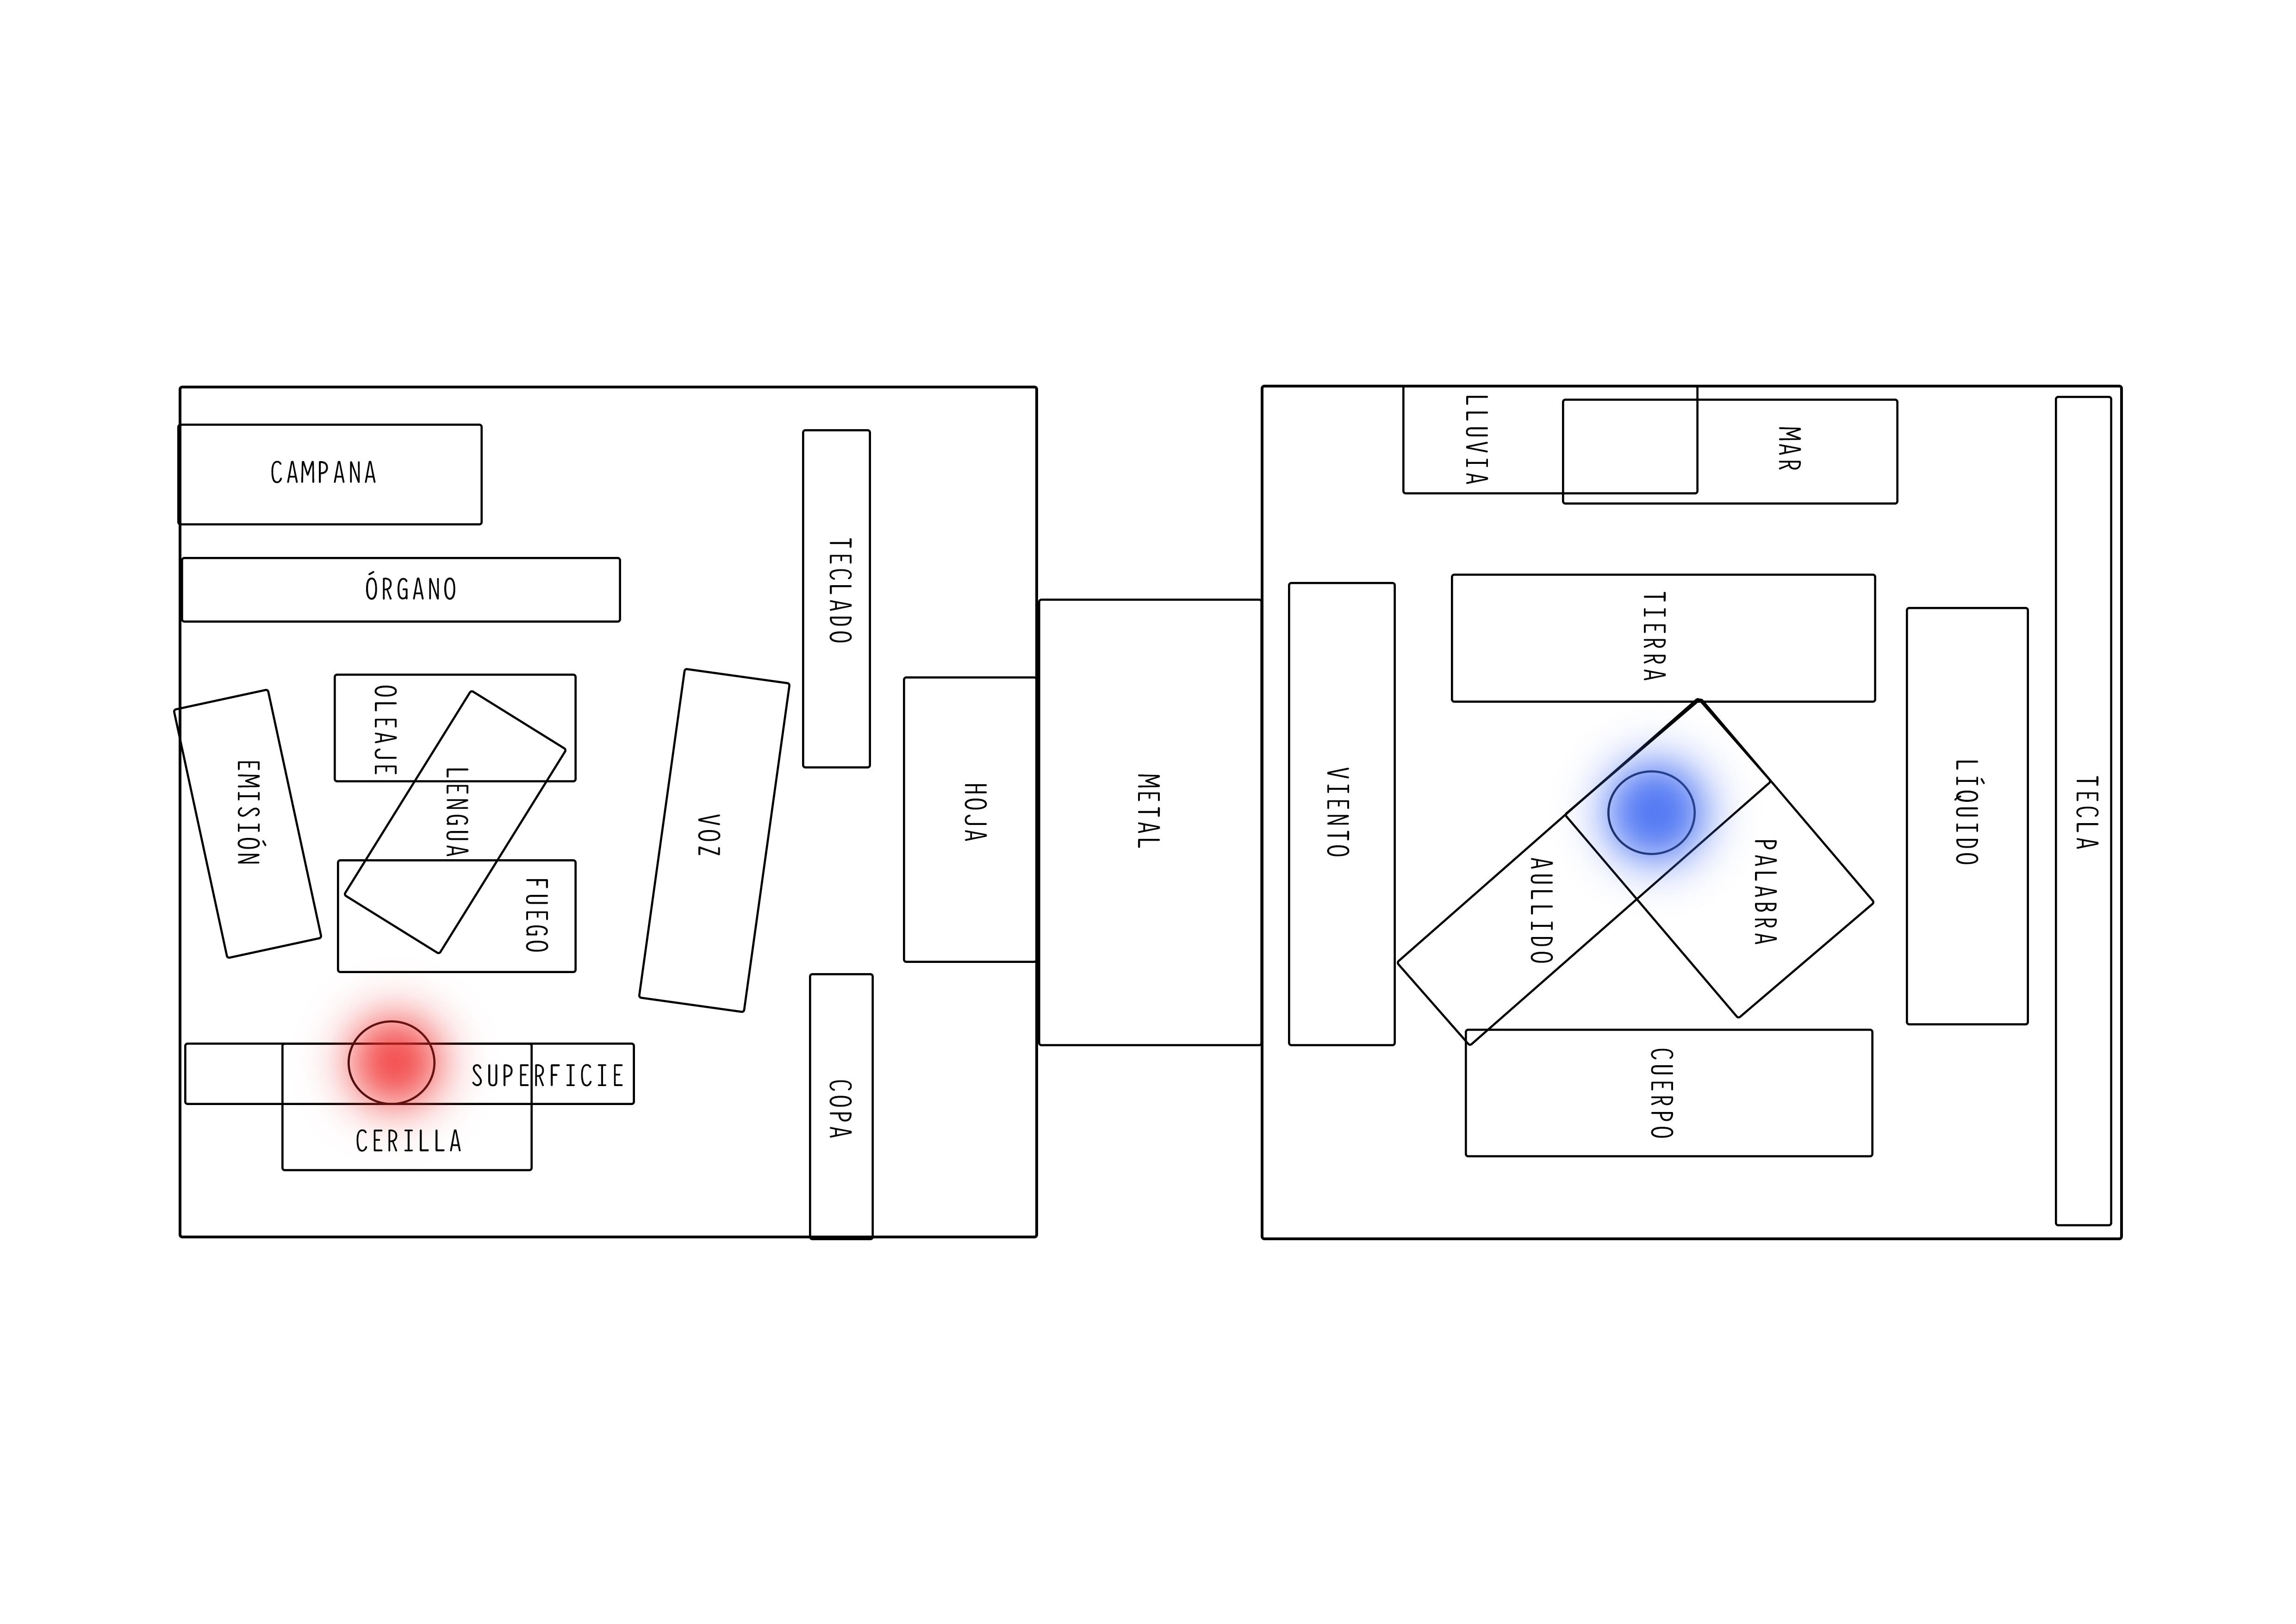 CAMPANA
ÓRGANO
OLEAJE
LENGUA
EMISIÓN
FUEGO
SUPERFICIE
CERILLA
VOZ
TECLADO
HOJA
COPA
METAL
VIENTO
LLUVIA
MAR
TIERRA
AULLIDO
PALABRA
CUERPO
LÍQUIDO
TECLA